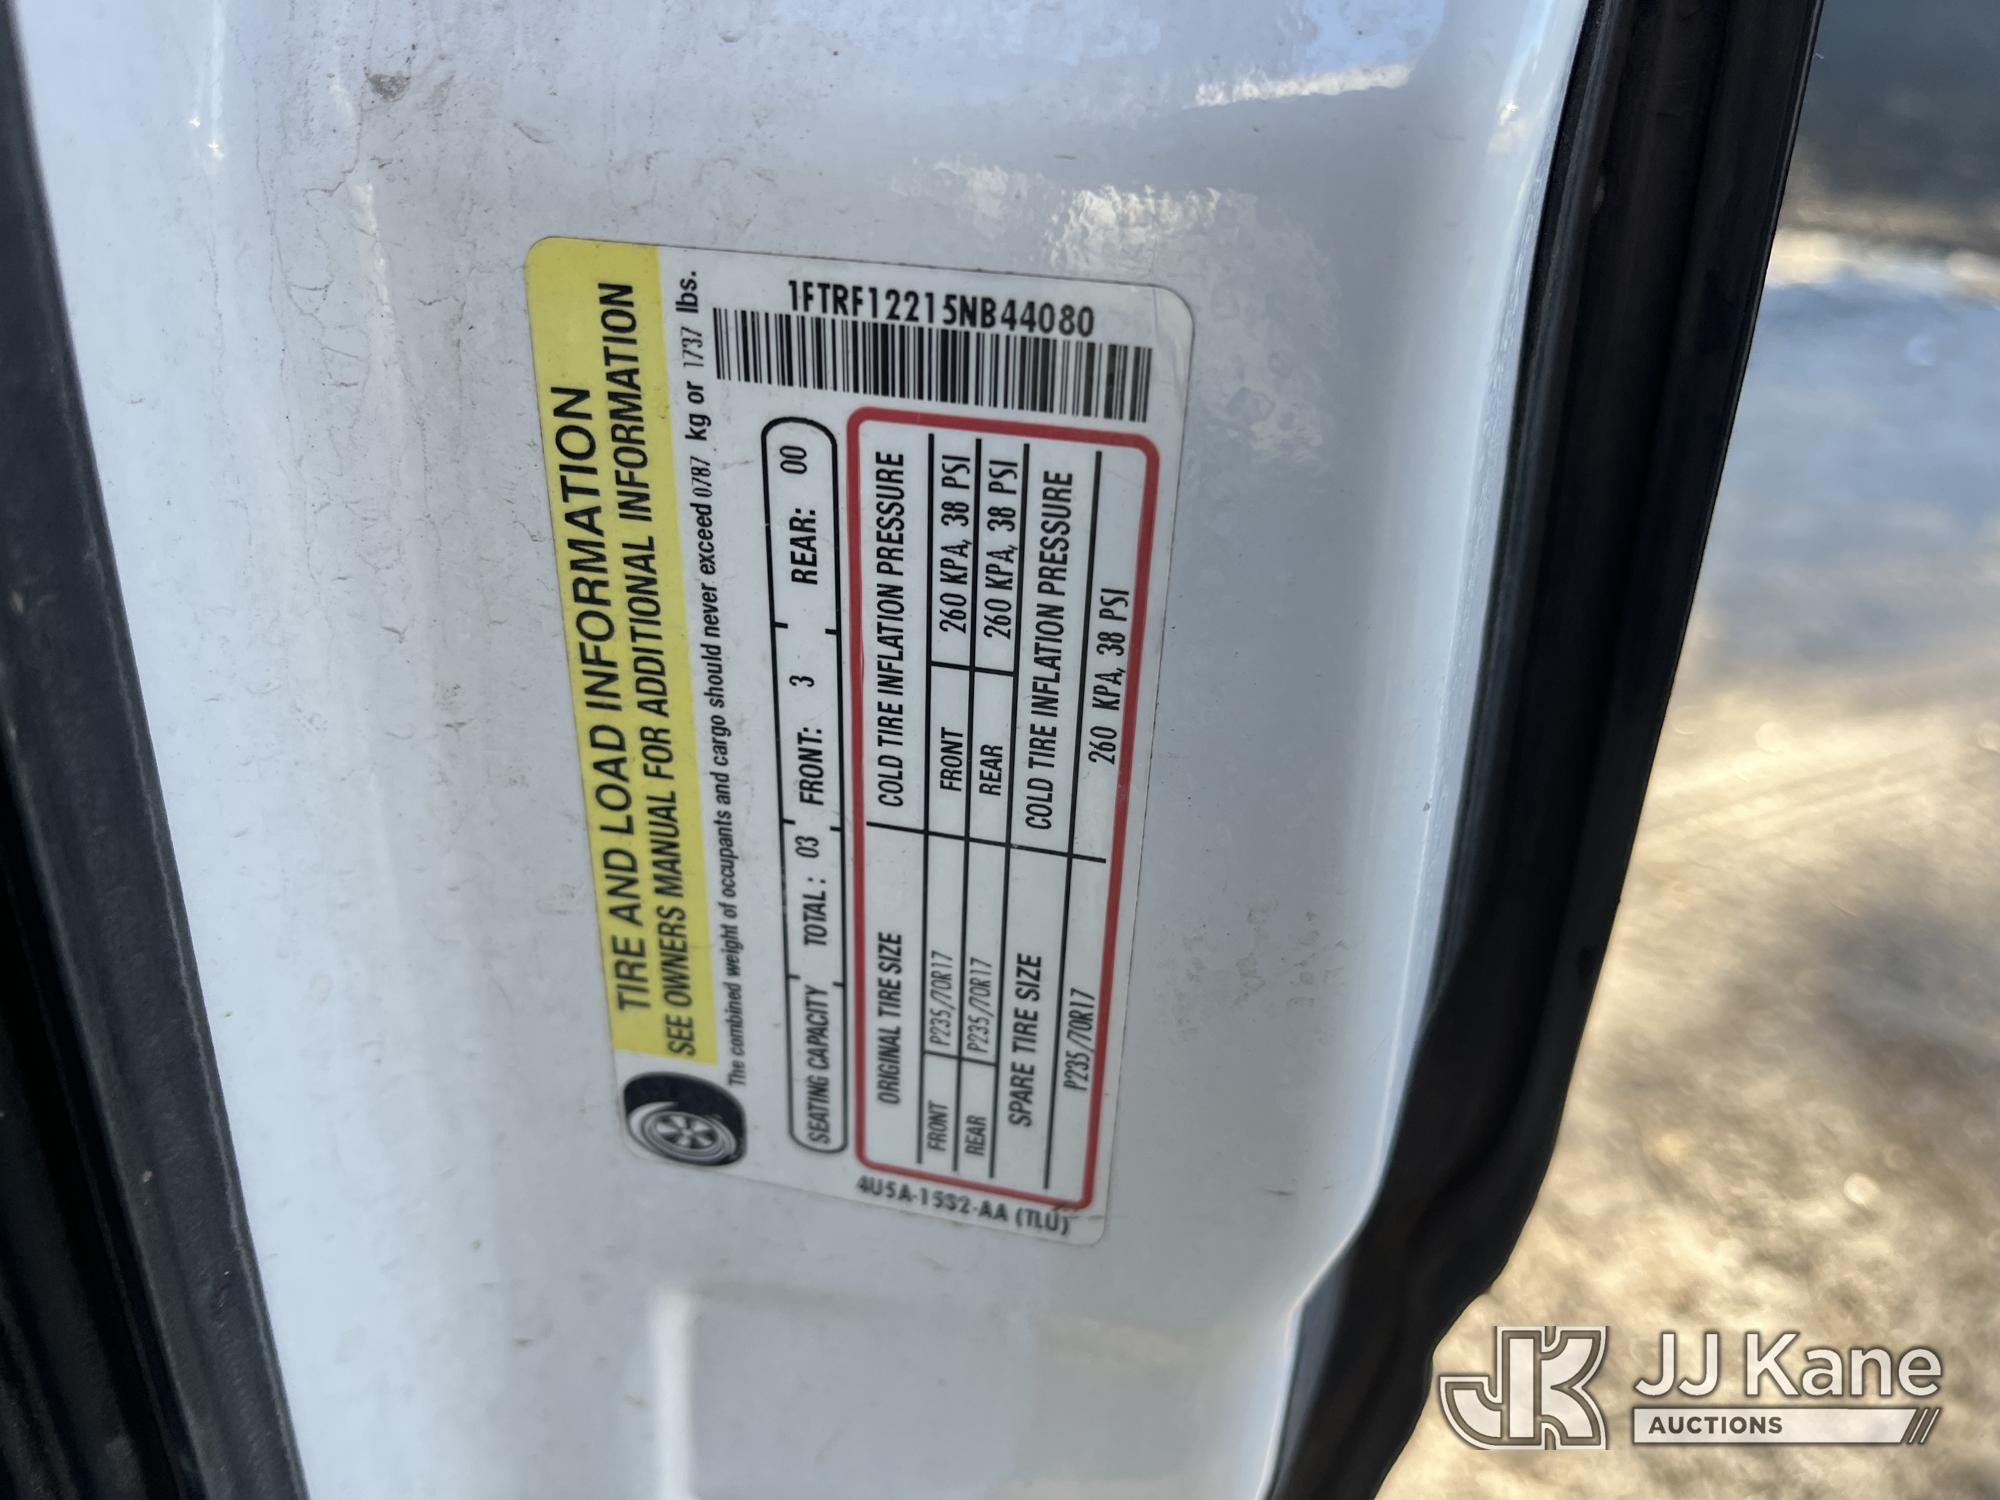 TIRE AND LOAD INFORMATION
SEE OWNERS MANUAL FOR ADDITIONAL INFORMATION
The combined weight of occupants and cargo should never exceed 0787 kg or 1737 lbs.
SEATING CAPACITY TOTAL: 03 FRONT: 3 REAR: 00
ORIGINAL TIRE SIZE COLD TIRE INFLATION PRESSURE
FRONT P235/70R17 FRONT 260 KPA, 38 PSI
REAR P235/70R17 REAR 260 KPA, 38 PSI
SPARE TIRE SIZE COLD TIRE INFLATION PRESSURE
P235/70R17 260 KPA, 38 PSI
1FTRF12215NB44080
4U5A-1532-AA (TLU)
JK JJ Kane
AUCTIONS